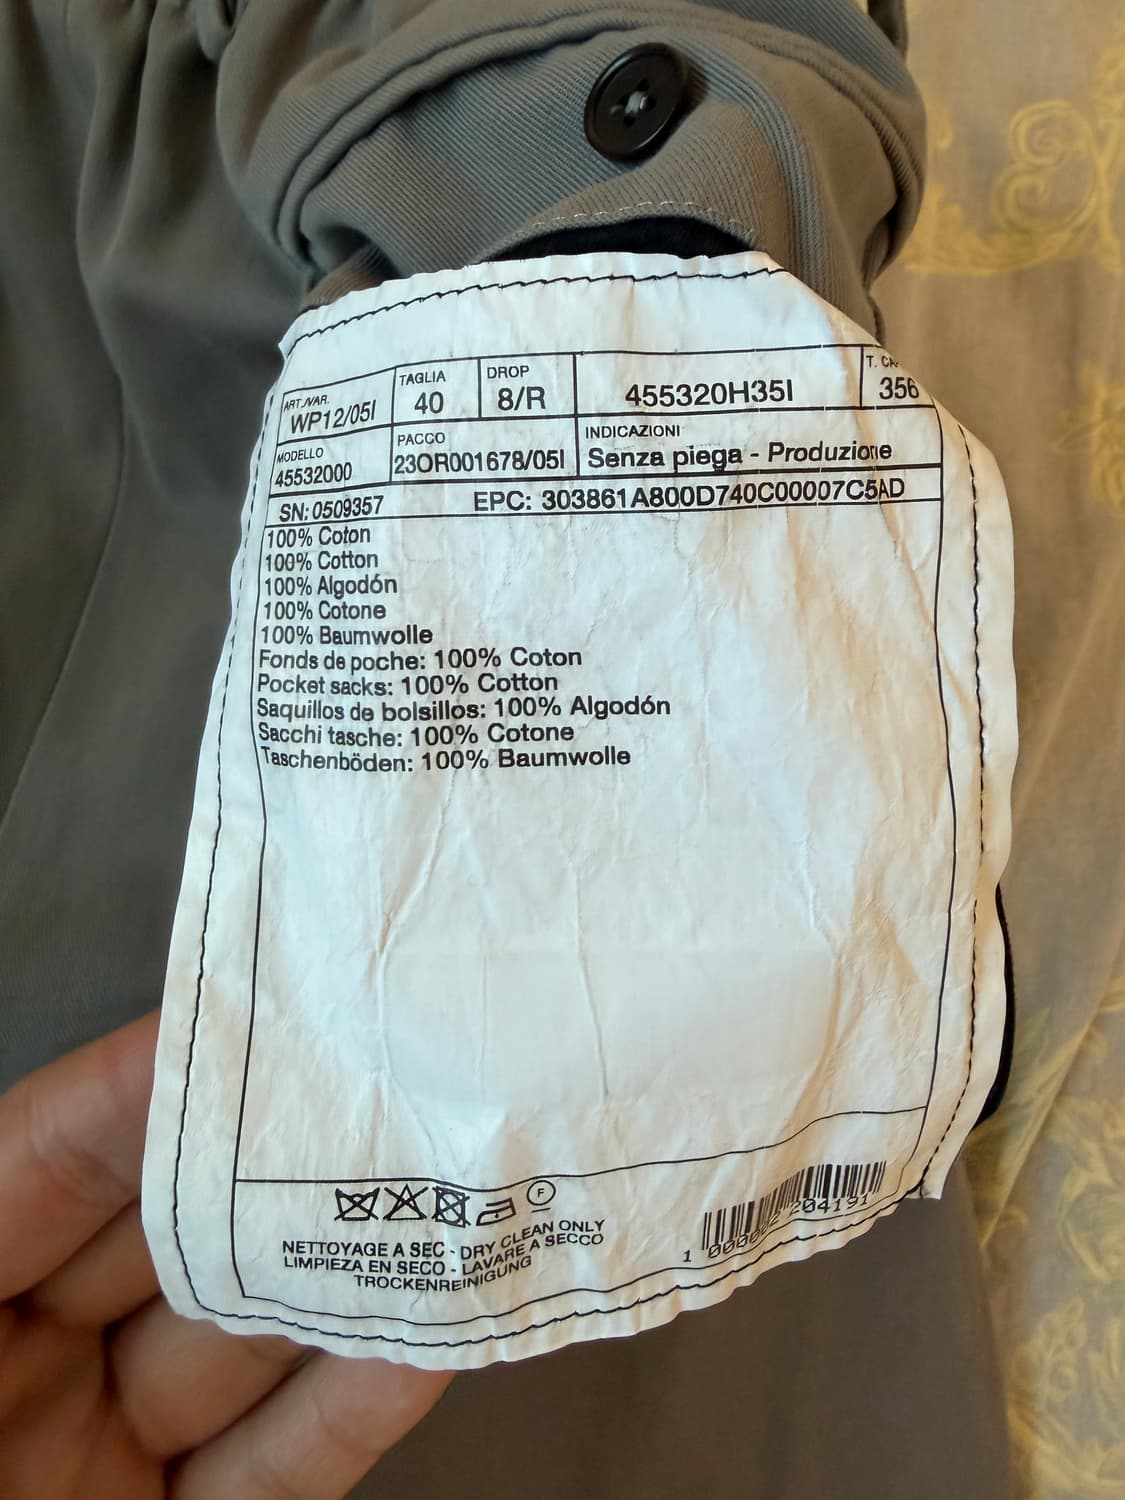 ART./VAR.
WP12/05I
TAGLIA
40
DROP
8/R
455320H35I
T. CA
356
MODELLO
45532000
PACCO
23OR001678/05I
INDICAZIONI
Senza piega - Produzione
SN: 0509357
EPC: 303861A800D740C00007C5AD
100% Coton
100% Cotton
100% Algodón
100% Cotone
100% Baumwolle
Fonds de poche: 100% Coton
Pocket sacks: 100% Cotton
Saquillos de bolsillos: 100% Algodón
Sacchi tasche: 100% Cotone
Taschenböden: 100% Baumwolle
F
NETTOYAGE A SEC - DRY CLEAN ONLY
LIMPIEZA EN SECO - LAVARE A SECCO
TROCKENREINIGUNG
1 204191